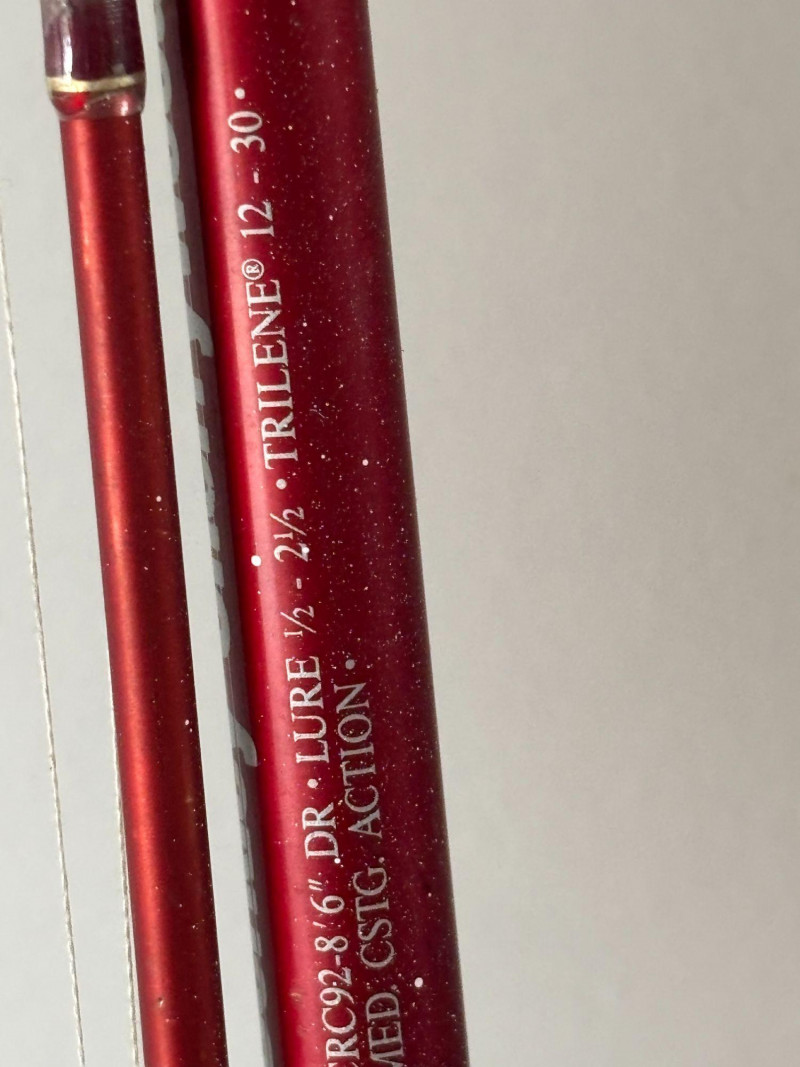 RC92-8'6" DR • LURE ½ - 2½ • TRILENE® 12 - 30 •
MED. CSTG. ACTION •